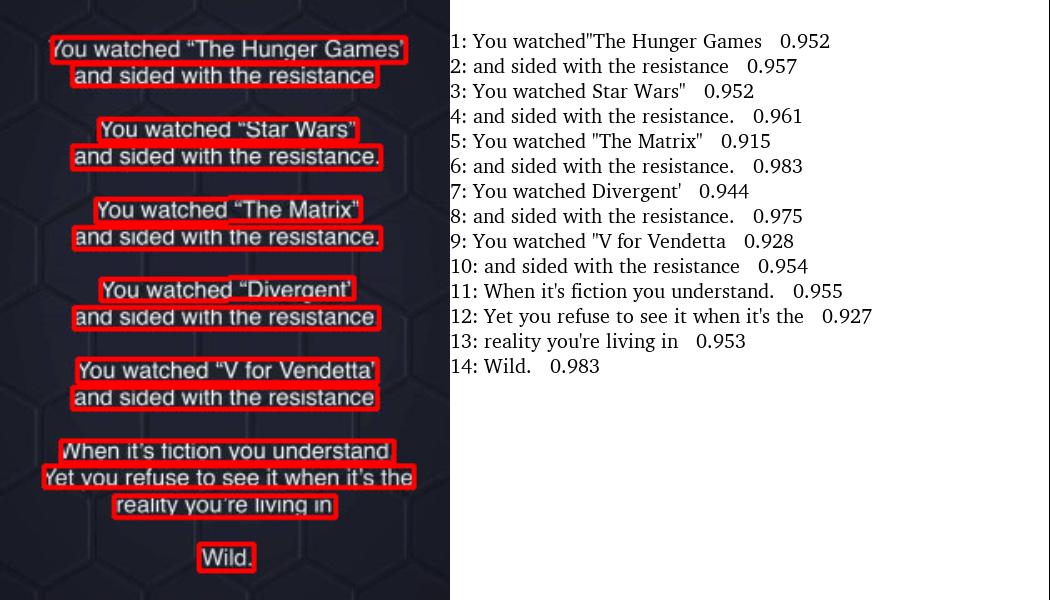 You watched “The Hunger Games”
and sided with the resistance
You watched “Star Wars”
and sided with the resistance.
You watched “The Matrix”
and sided with the resistance.
You watched “Divergent’
and sided with the resistance
You watched “V for Vendetta’
and sided with the resistance
When it’s fiction you understand
Yet you refuse to see it when it’s the
reality you’re living in
Wild.
1: You watched"The Hunger Games 0.952
2: and sided with the resistance 0.957
3: You watched Star Wars" 0.952
4: and sided with the resistance. 0.961
5: You watched "The Matrix" 0.915
6: and sided with the resistance. 0.983
7: You watched Divergent' 0.944
8: and sided with the resistance. 0.975
9: You watched "V for Vendetta 0.928
10: and sided with the resistance 0.954
11: When it's fiction you understand. 0.955
12: Yet you refuse to see it when it's the 0.927
13: reality you're living in 0.953
14: Wild. 0.983